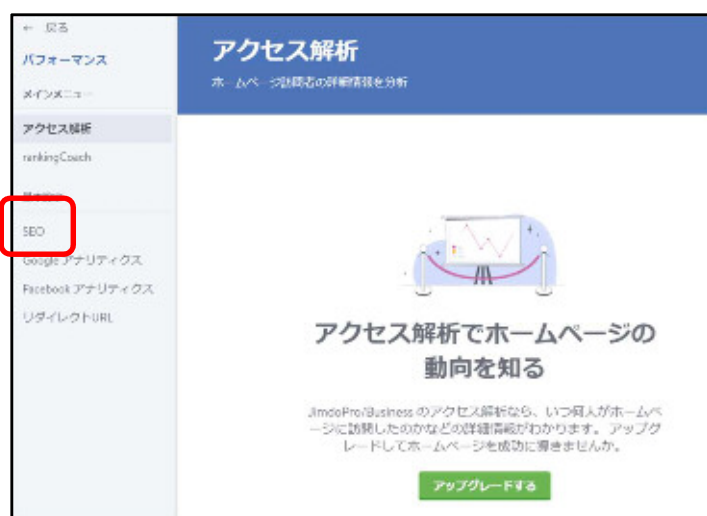 ← 戻る
パフォーマンス
メインメニュー
アクセス解析
rankingCoach
SEO
Google アナリティクス
Facebook アナリティクス
リダイレクトURL
アクセス解析
ホームページ訪問者の詳細情報を分析
アクセス解析でホームページの
動向を知る
JimdoPro/Business のアクセス解析なら、いつ何人がホームペ
ージに訪問したのかなどの詳細情報がわかります。アップグ
レードしてホームページを成功に導きませんか。
アップグレードする